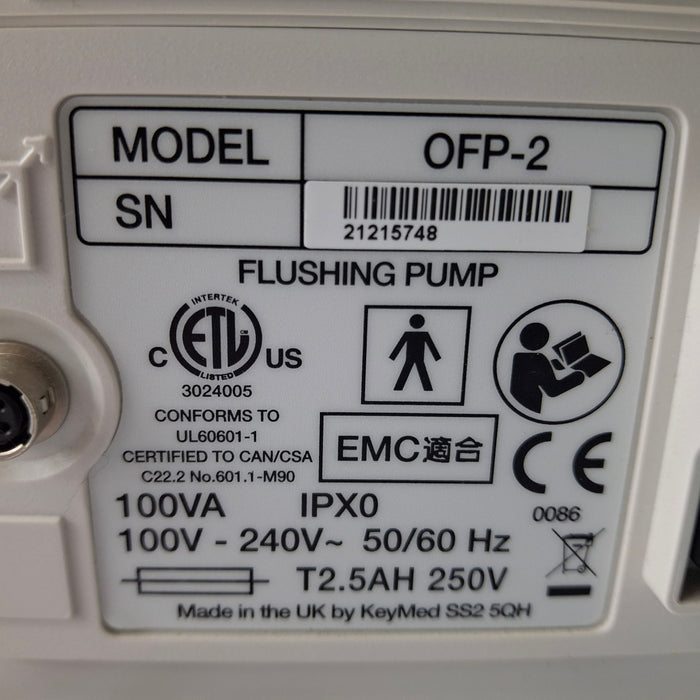 MODEL OFP-2
SN
21215748
FLUSHING PUMP
INTERTEK
ETL CM
LISTED
C US
3024005
CONFORMS TO
UL60601-1
CERTIFIED TO CAN/CSA
C22.2 No.601.1-M90
EMC適合
CE
0086
100VA IPX0
100V - 240V~ 50/60 Hz
T2.5AH 250V
Made in the UK by KeyMed SS2 5QH